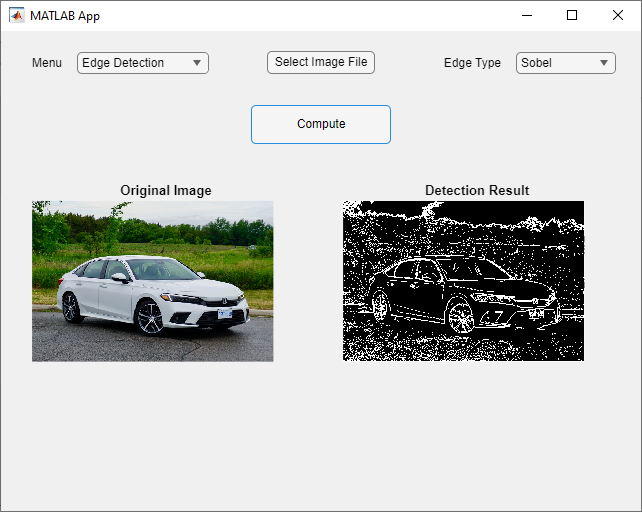 MATLAB App
Menu Edge Detection Select Image File Edge Type Sobel
Compute
Original Image Detection Result